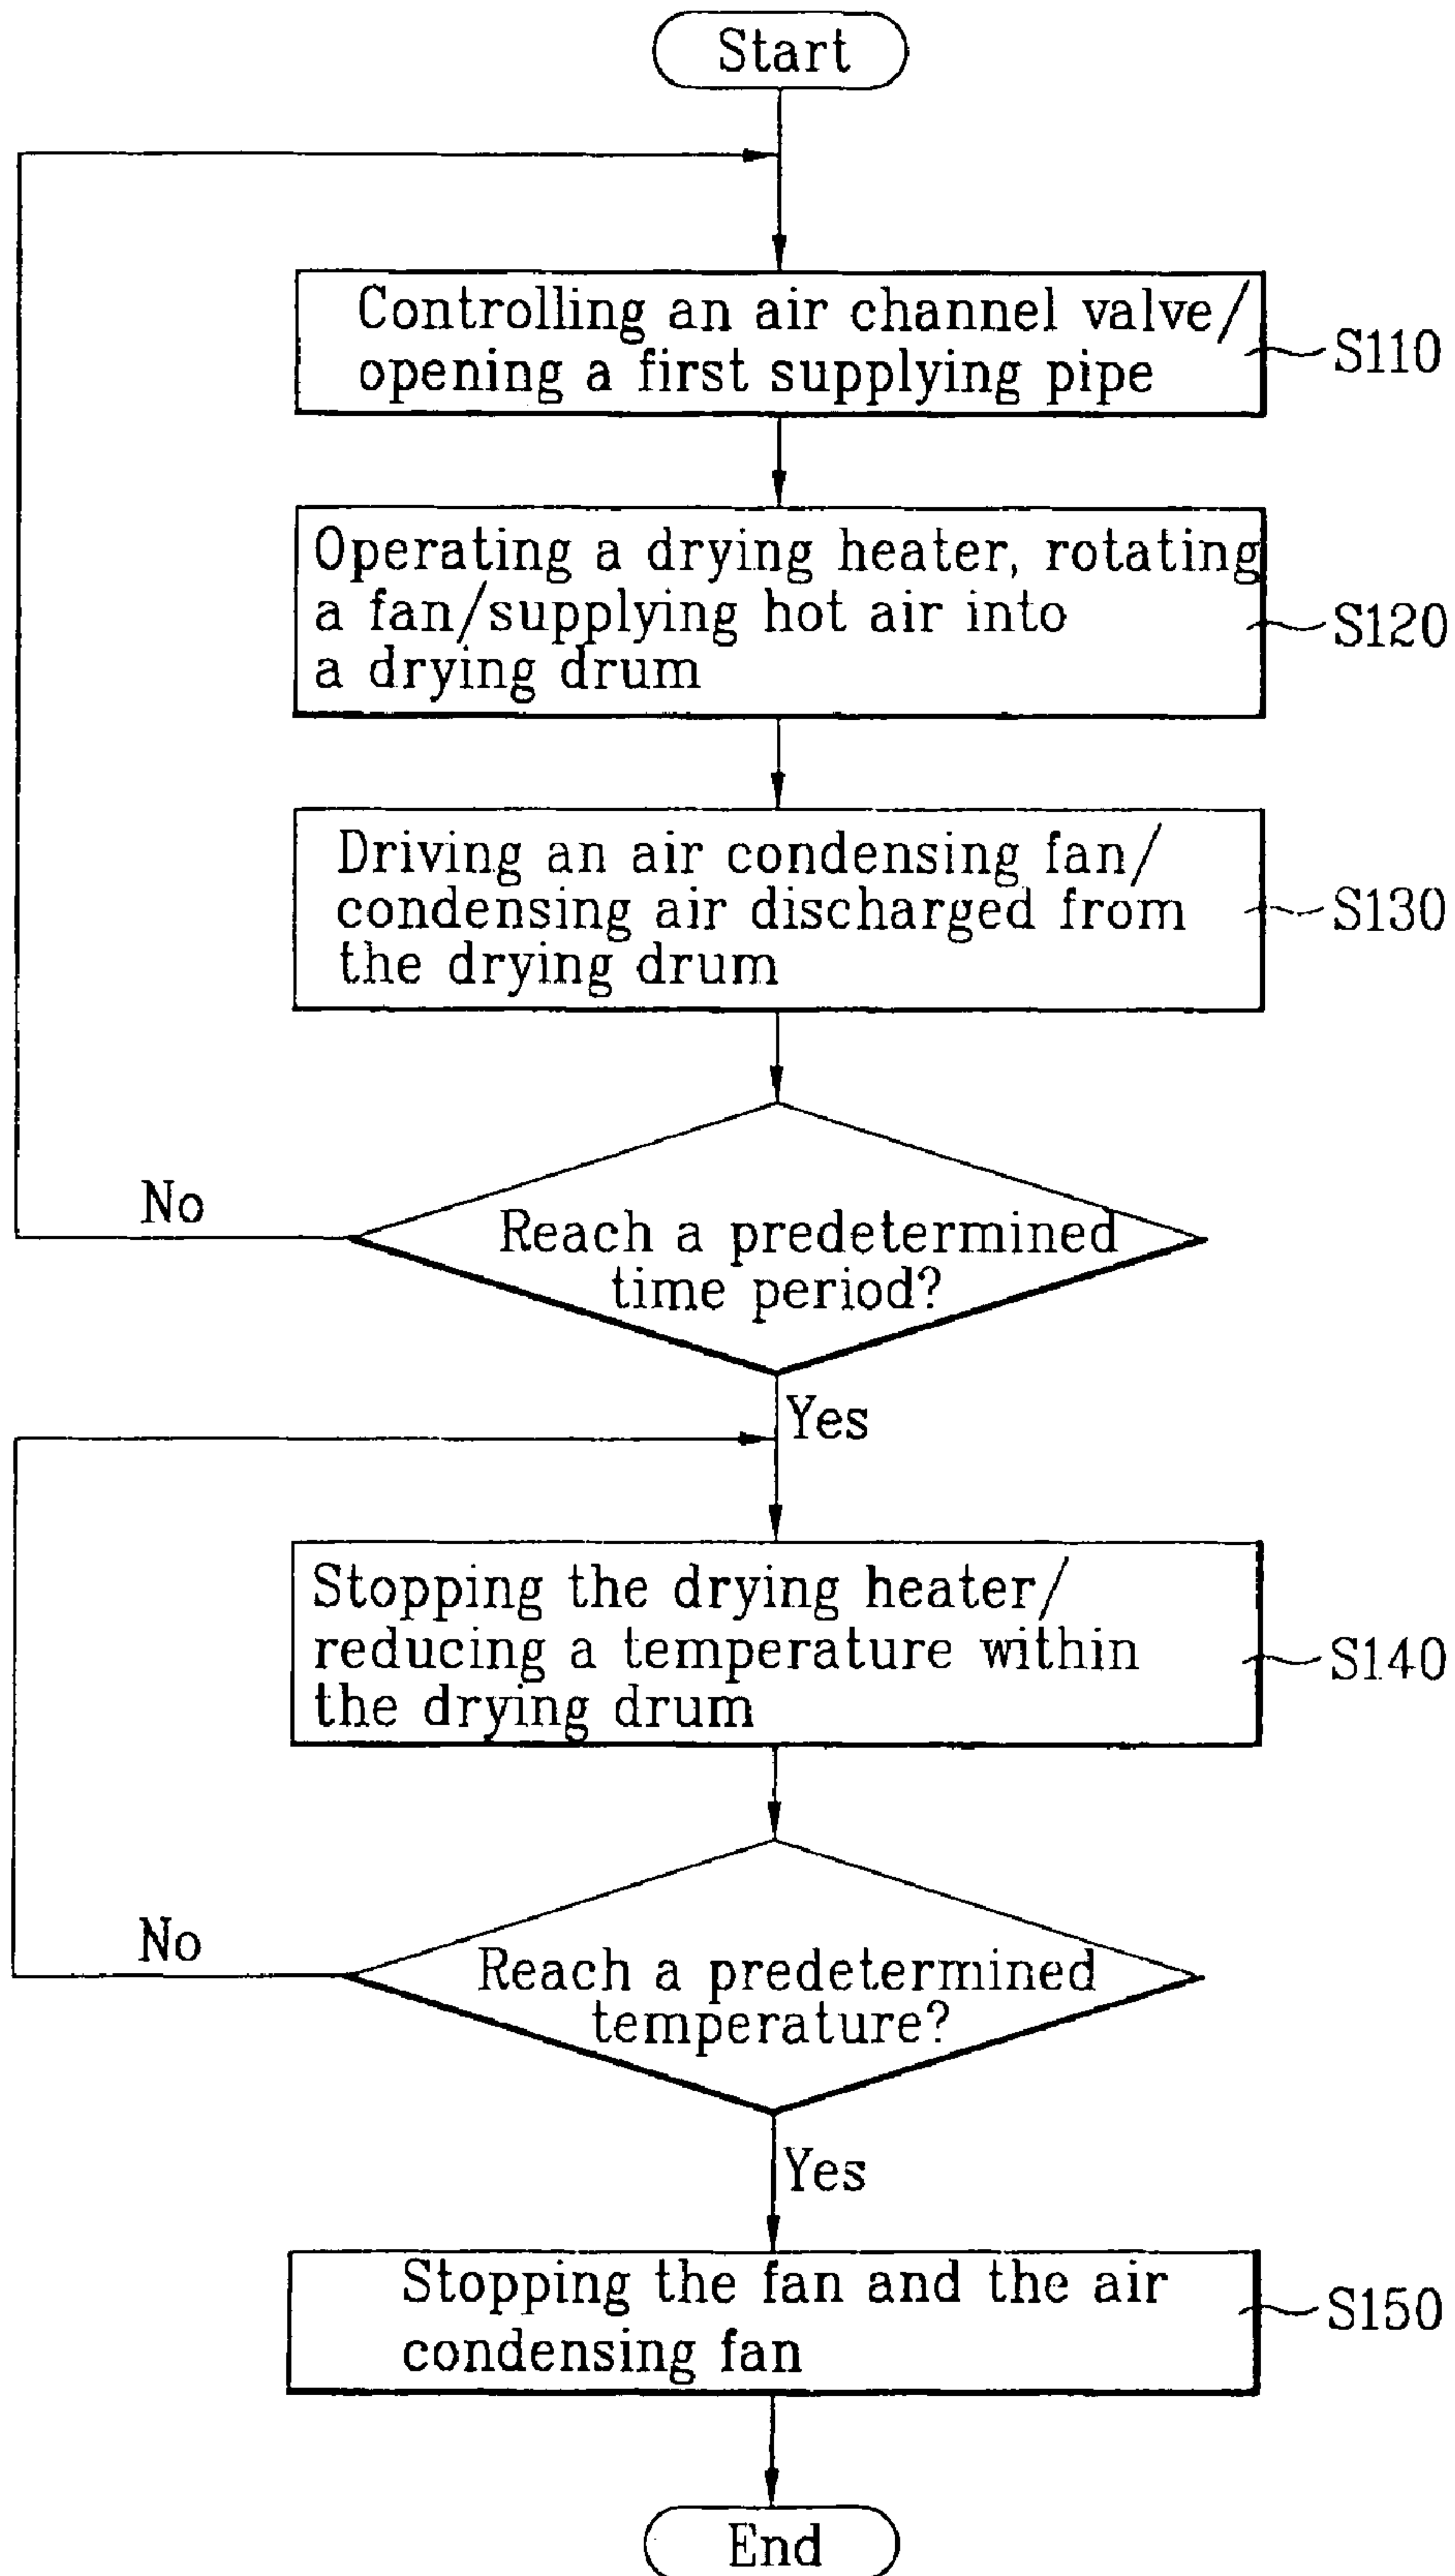 Start
Controlling an air channel valve/
opening a first supplying pipe
S110
Operating a drying heater, rotating
a fan/supplying hot air into
a drying drum
S120
Driving an air condensing fan/
condensing air discharged from
the drying drum
S130
Reach a predetermined
time period?
No
Yes
Stopping the drying heater/
reducing a temperature within
the drying drum
S140
Reach a predetermined
temperature?
No
Yes
Stopping the fan and the air
condensing fan
S150
End